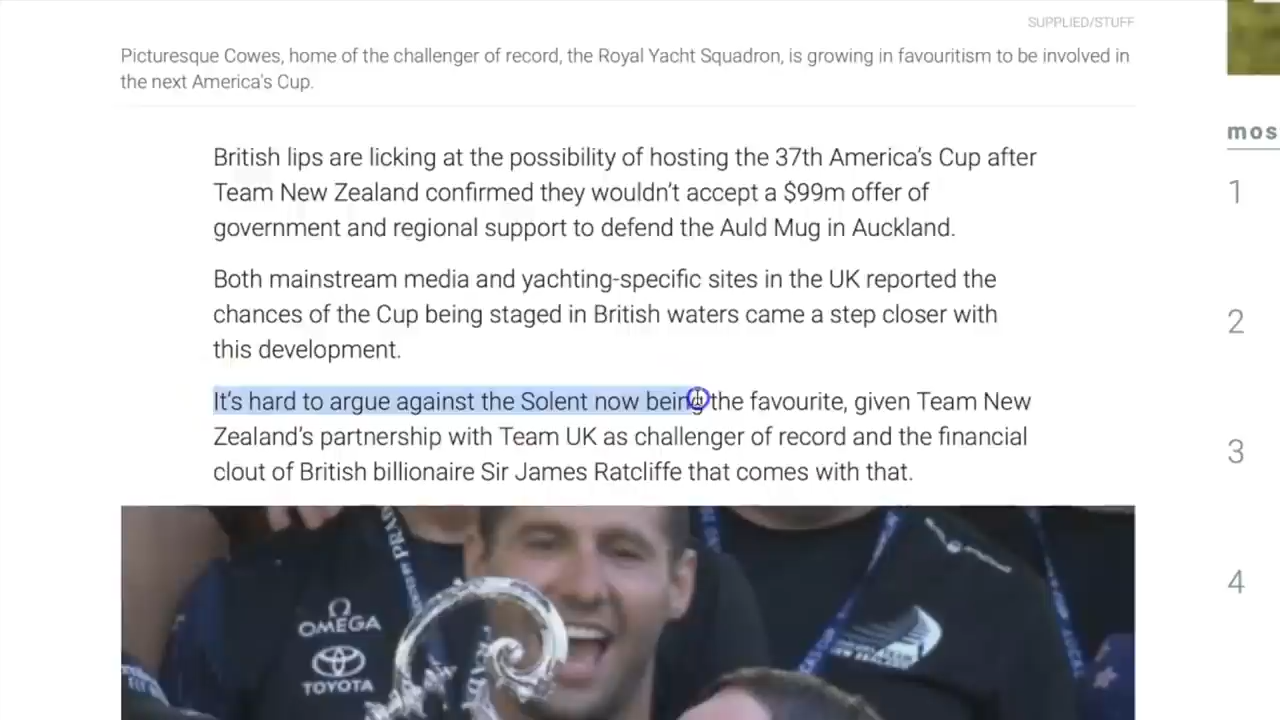 SUPPLIED/STUFF
Picturesque Cowes, home of the challenger of record, the Royal Yacht Squadron, is growing in favouritism to be involved in
the next America's Cup.
mos
British lips are licking at the possibility of hosting the 37th America's Cup after
Team New Zealand confirmed they wouldn't accept a $99m offer of
government and regional support to defend the Auld Mug in Auckland.
1
Both mainstream media and yachting-specific sites in the UK reported the
chances of the Cup being staged in British waters came a step closer with
this development.
2
It's hard to argue against the Solent now being the favourite, given Team New
Zealand's partnership with Team UK as challenger of record and the financial
clout of British billionaire Sir James Ratcliffe that comes with that.
3
4
OMEGA
TOYOTA